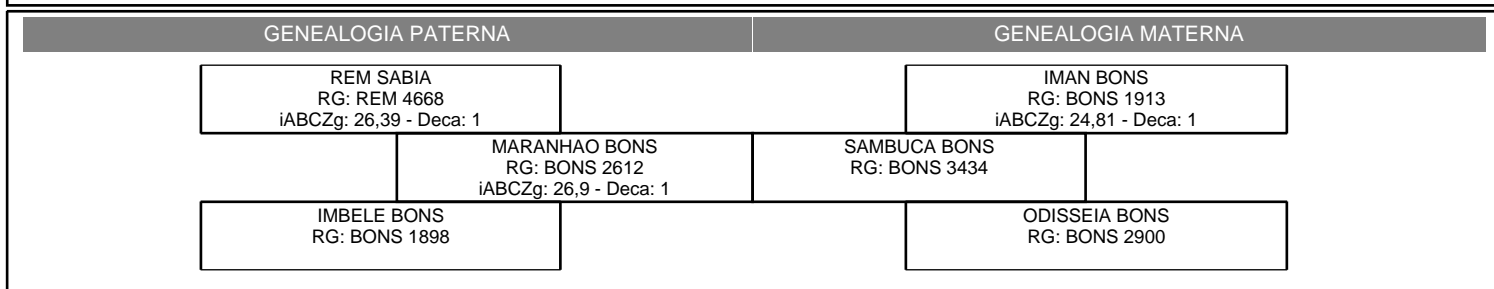 GENEALOGIA PATERNA
GENEALOGIA MATERNA
REM SABIA
RG: REM 4668
iABCZg: 26,39 - Deca: 1
IMAN BONS
RG: BONS 1913
iABCZg: 24,81 - Deca: 1
MARANHAO BONS
RG: BONS 2612
iABCZg: 26,9 - Deca: 1
SAMBUCA BONS
RG: BONS 3434
IMBELE BONS
RG: BONS 1898
ODISSEIA BONS
RG: BONS 2900